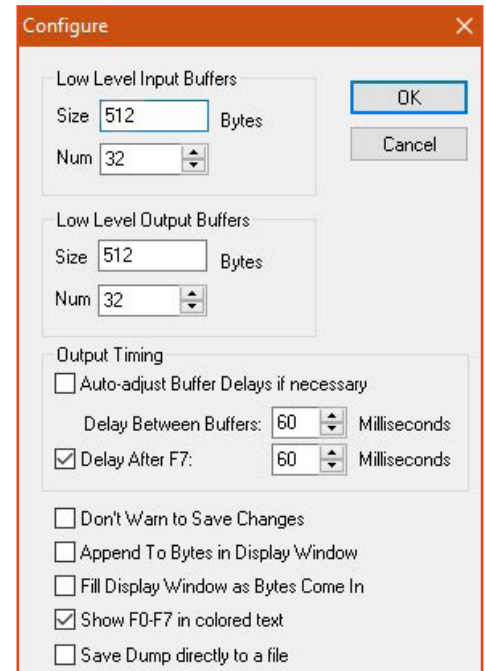 Configure
Low Level Input Buffers
Size 512 Bytes
Num 32
OK
Cancel
Low Level Output Buffers
Size 512 Bytes
Num 32
Output Timing
Auto-adjust Buffer Delays if necessary
Delay Between Buffers: 60 Milliseconds
Delay After F7: 60 Milliseconds
Don't Warn to Save Changes
Append To Bytes in Display Window
Fill Display Window as Bytes Come In
Show F0-F7 in colored text
Save Dump directly to a file